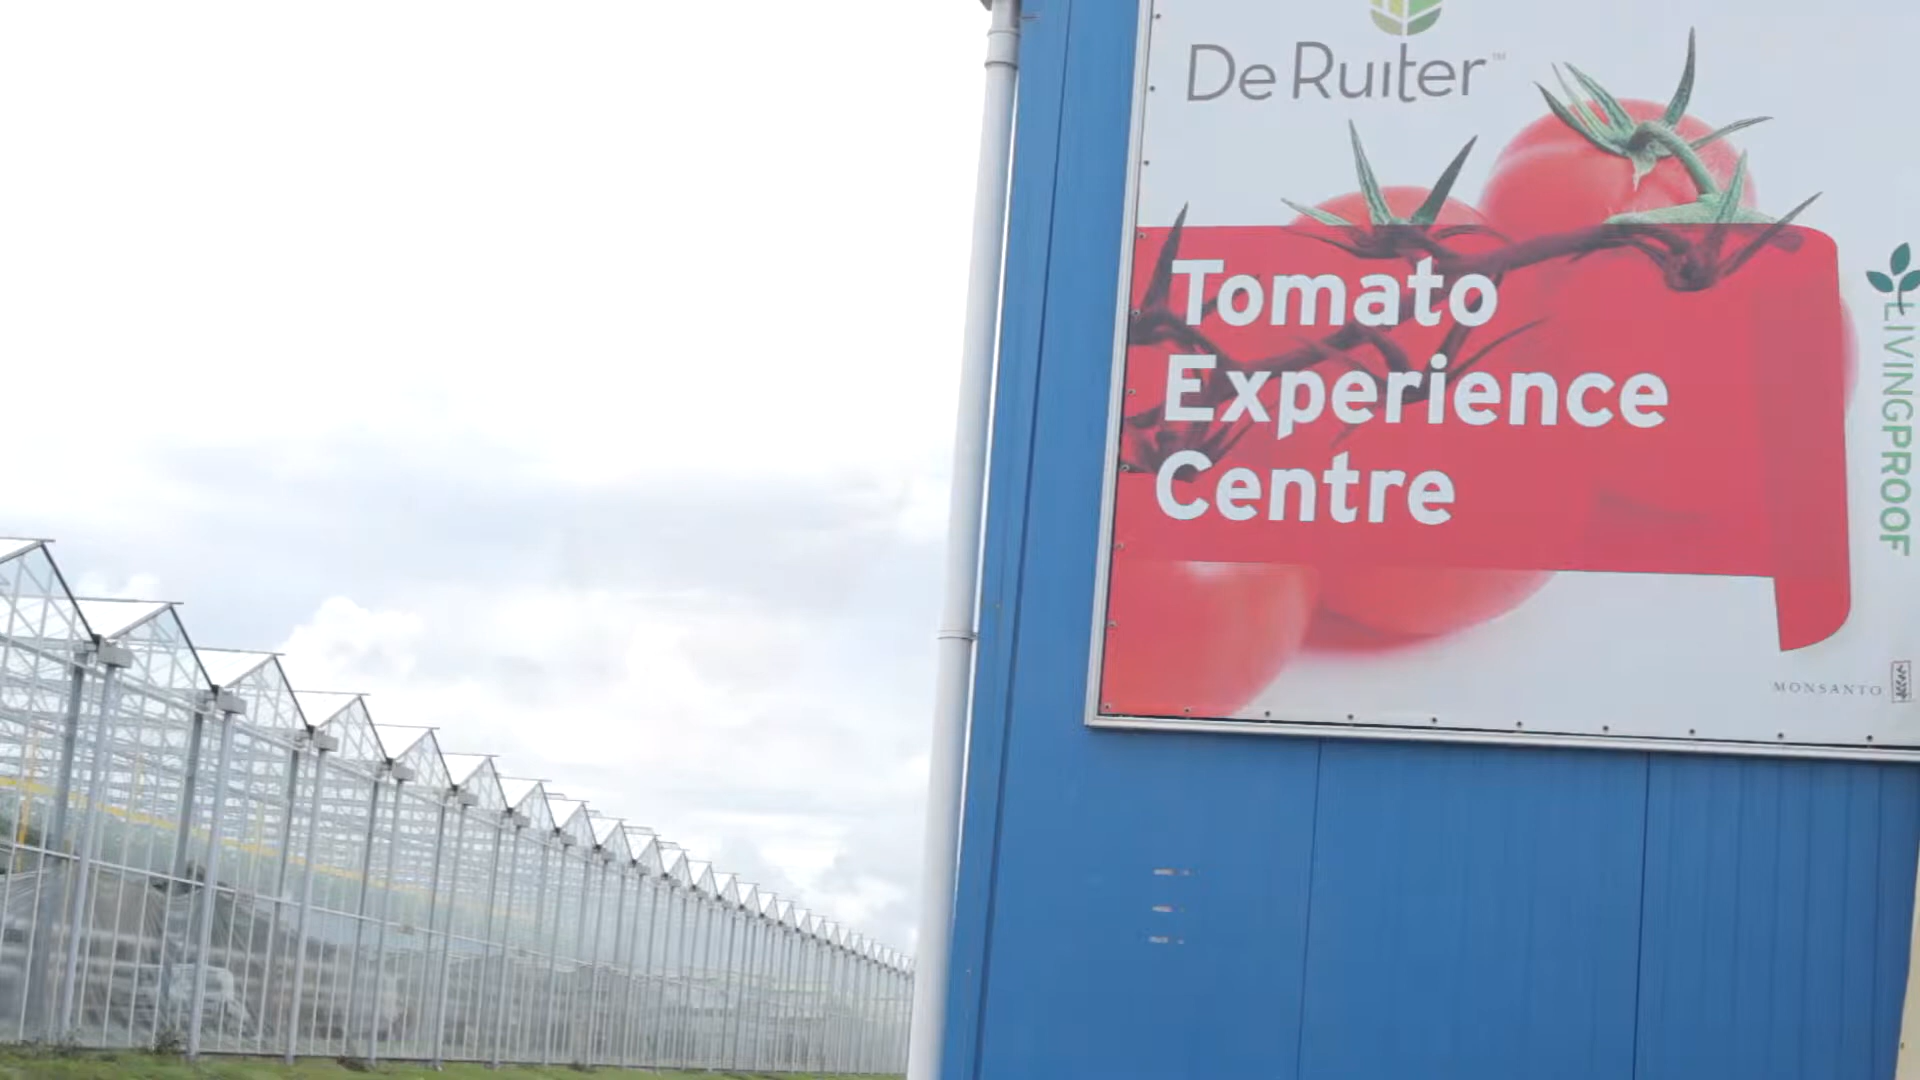 De Ruiter™
Tomato
Experience
Centre
LIVINGPROOF
MONSANTO